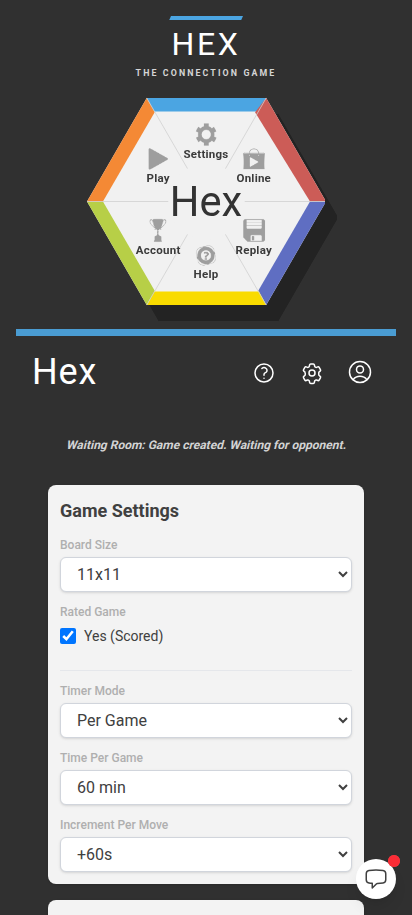 HEX
THE CONNECTION GAME
Settings
Play
Online
Hex
Account
Replay
Help
Hex
Waiting Room: Game created. Waiting for opponent.
Game Settings
Board Size
11x11
Rated Game
Yes (Scored)
Timer Mode
Per Game
Time Per Game
60 min
Increment Per Move
+60s